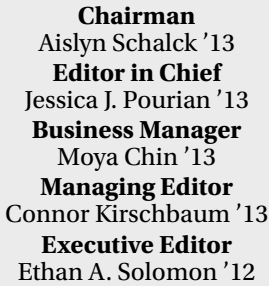 Chairman
Aislyn Schalck ’13
Editor in Chief
Jessica J. Pourian ’13
Business Manager
Moya Chin ’13
Managing Editor
Connor Kirschbaum ’13
Executive Editor
Ethan A. Solomon ’12